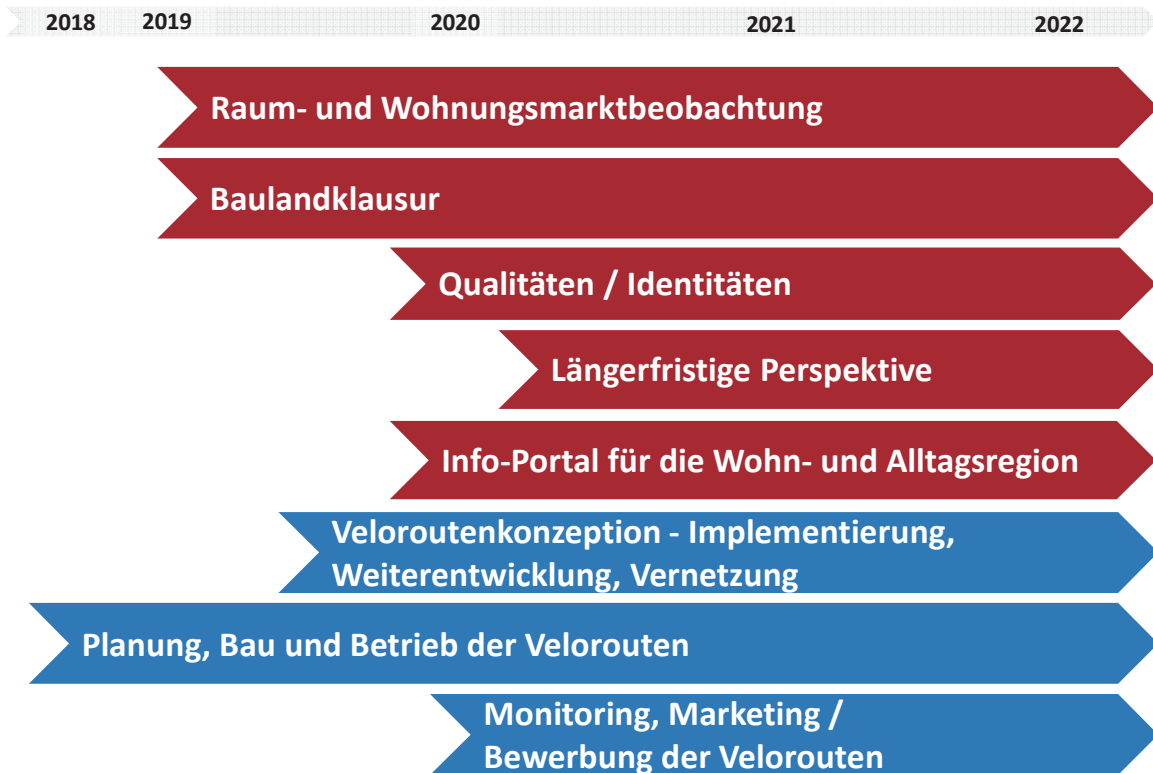 2018 2019 2020 2021 2022
Raum- und Wohnungsmarktbeobachtung
Baulandklausur
Qualitäten / Identitäten
Längerfristige Perspektive
Info-Portal für die Wohn- und Alltagsregion
Veloroutenkonzeption - Implementierung,
Weiterentwicklung, Vernetzung
Planung, Bau und Betrieb der Velorouten
Monitoring, Marketing /
Bewerbung der Velorouten